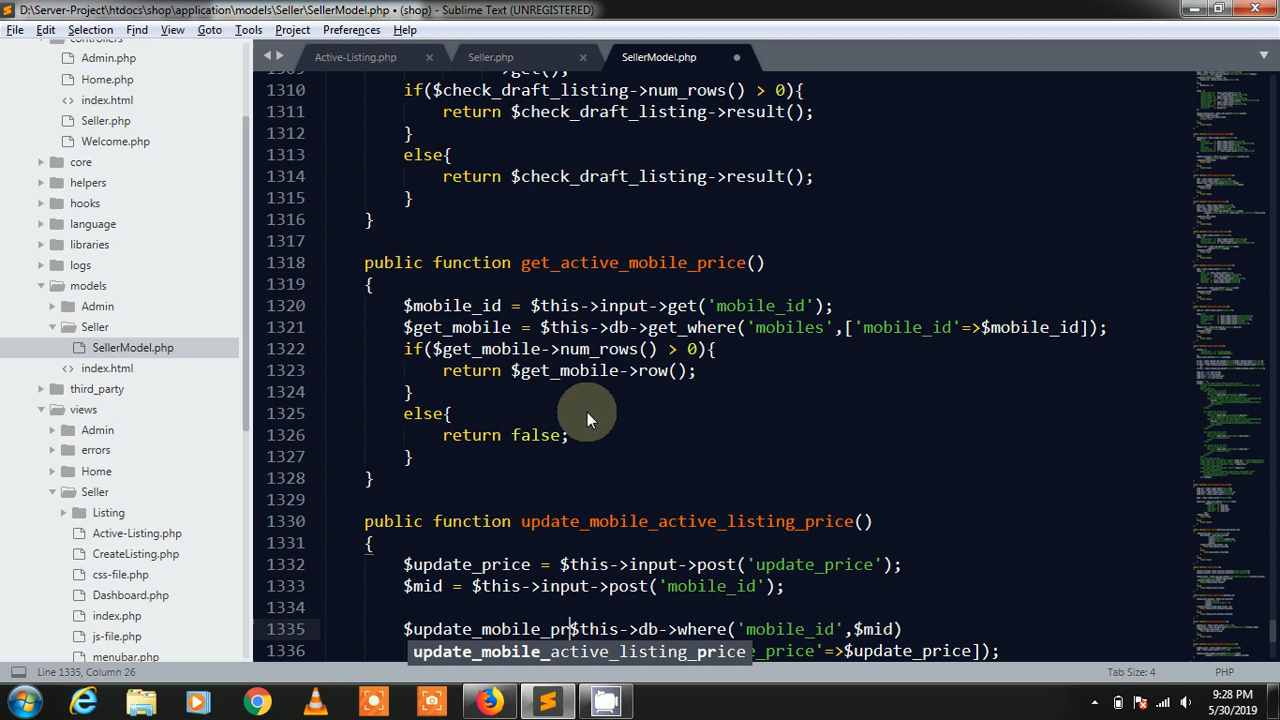 D:\Server-Project\htdocs\shop\application\models\Seller\SellerModel.php • (shop) - Sublime Text (UNREGISTERED)
File Edit Selection Find View Goto Tools Project Preferences Help
Active-Listing.php Seller.php SellerModel.php
controllers
Admin.php
Home.php
index.html
Seller.php
Welcome.php
core
helpers
hooks
language
libraries
logs
models
Admin
Seller
SellerModel.php
index.html
third_party
views
Admin
errors
Home
Seller
Listing
Active-Listing.php
CreateListing.php
css-file.php
Dashboard.php
index.php
js-file.php
menubar.php
1309 ->get();
1310 if($check_draft_listing->num_rows() > 0){
1311 return $check_draft_listing->result();
1312 }
1313 else{
1314 return $check_draft_listing->result();
1315 }
1316 }
1317
1318 public function get_active_mobile_price()
1319 {
1320 $mobile_id $this->input->get('mobile_id');
1321 $get_mobile $this->db->get_where('mobiles',['mobile_id =>$mobile_id]);
1322 if($get_mobile->num_rows() > 0){
1323 return $get_mobile->row();
1324 }
1325 else{
1326 return false;
1327 }
1328 }
1329
1330 public function update_mobile_active_listing_price()
1331 {
1332 $update_price = $this->input->post('update_price');
1333 $mid = $this->input->post('mobile_id');
1334
1335 ->db->where('mobie_id',$mid)
update_mobile_active_listing_price
1336 _price'=>$update_price]);
Line 1335, Column 26 Tab Size: 4 PHP
9:28 PM
5/30/2019